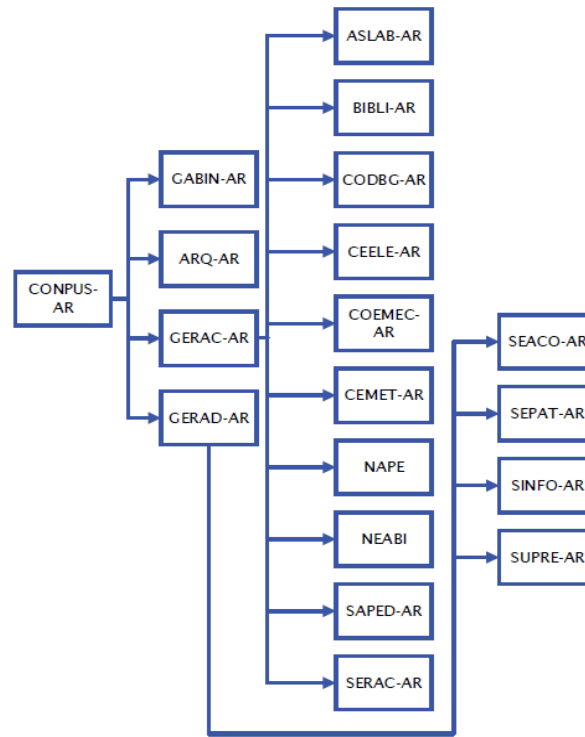 CONPUS-
AR
GABIN-AR
ARQ-AR
GERAC-AR
GERAD-AR
ASLAB-AR
BIBLI-AR
CODBG-AR
CEELE-AR
COEMEC-
AR
CEMET-AR
NAPE
NEABI
SAPED-AR
SERAC-AR
SEACO-AR
SEPAT-AR
SINFO-AR
SUPRE-AR